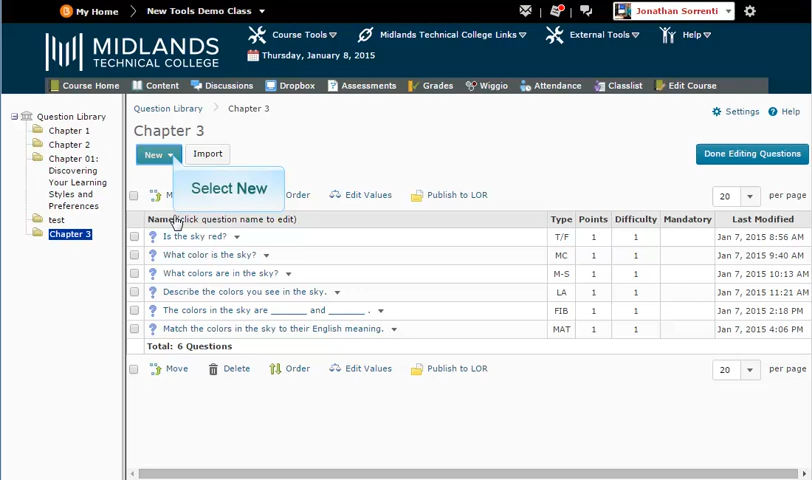 My Home
New Tools Demo Class
Jonathan Sorrenti
MIDLANDS
TECHNICAL COLLEGE
Course Tools
Midlands Technical College Links
External Tools
Help
Thursday, January 8, 2015
Course Home
Content
Discussions
Dropbox
Assessments
Grades
Wiggio
Attendance
Classlist
Edit Course
Question Library
Chapter 1
Chapter 2
Chapter 01:
Discovering
Your Learning
Styles and
Preferences
test
Chapter 3
Question Library > Chapter 3
Settings
Help
Chapter 3
New
Import
Done Editing Questions
Select New
Order
Edit Values
Publish to LOR
20 per page
Name (click question name to edit) Type Points Difficulty Mandatory Last Modified
Is the sky red? T/F 1 1 Jan 7, 2015 8:56 AM
What color is the sky? MC 1 1 Jan 7, 2015 9:40 AM
What colors are in the sky? M-S 1 1 Jan 7, 2015 10:13 AM
Describe the colors you see in the sky. LA 1 1 Jan 7, 2015 11:21 AM
The colors in the sky are _______ and _______ . FIB 1 1 Jan 7, 2015 2:18 PM
Match the colors in the sky to their English meaning. MAT 1 1 Jan 7, 2015 4:06 PM
Total: 6 Questions
Move
Delete
Order
Edit Values
Publish to LOR
20 per page